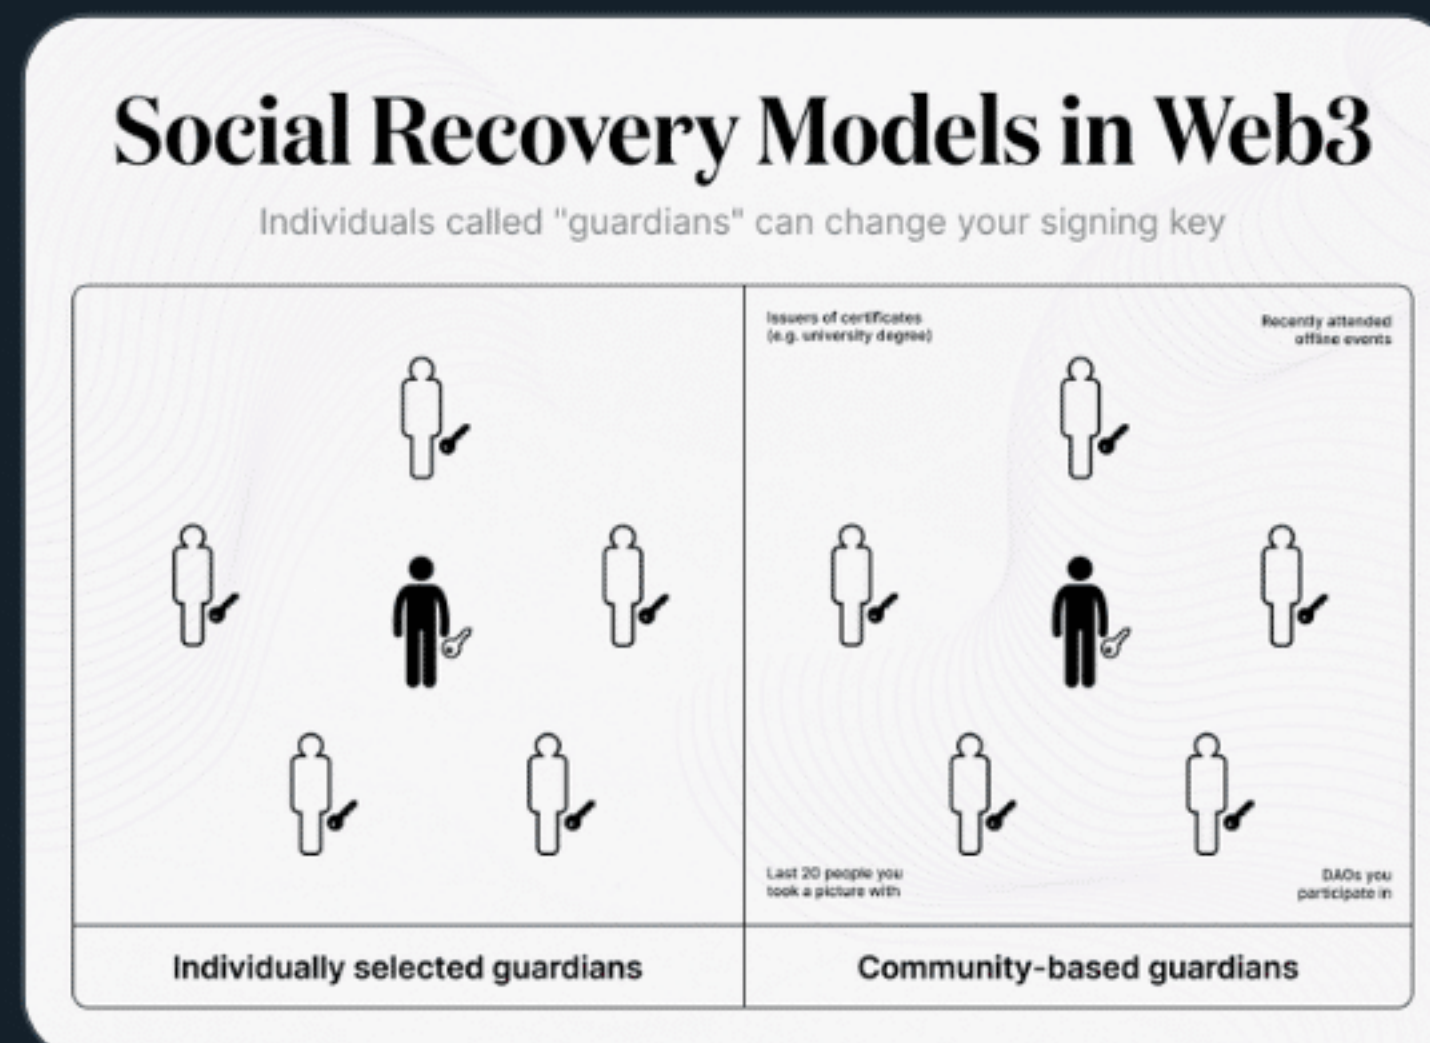 Social Recovery Models in Web3
Individuals called "guardians" can change your signing key
Issuers of certificates
(e.g. university degree)
Recently attended
offline events
Last 20 people you
took a picture with
DAOs you
participate in
Individually selected guardians
Community-based guardians